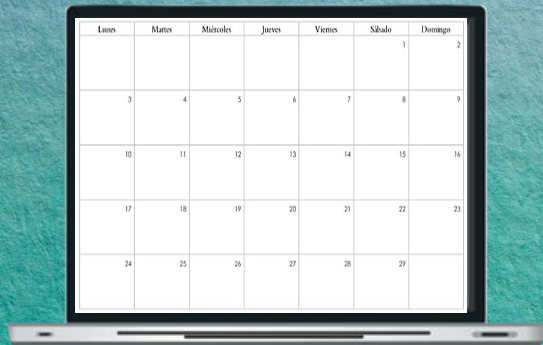 Lunes Martes Miércoles Jueves Viernes Sábado Domingo
1 2
3 4 5 6 7 8 9
10 11 12 13 14 15 16
17 18 19 20 21 22 23
24 25 26 27 28 29